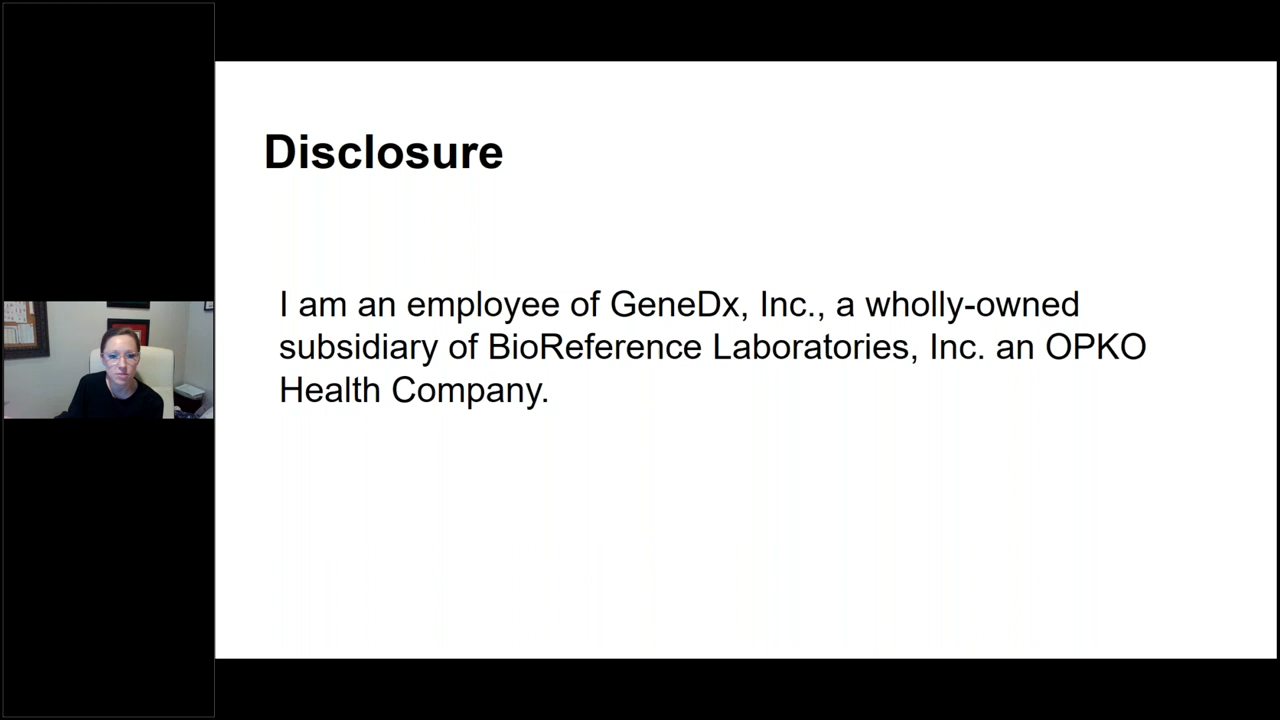 Disclosure
I am an employee of GeneDx, Inc., a wholly-owned
subsidiary of BioReference Laboratories, Inc. an OPKO
Health Company.